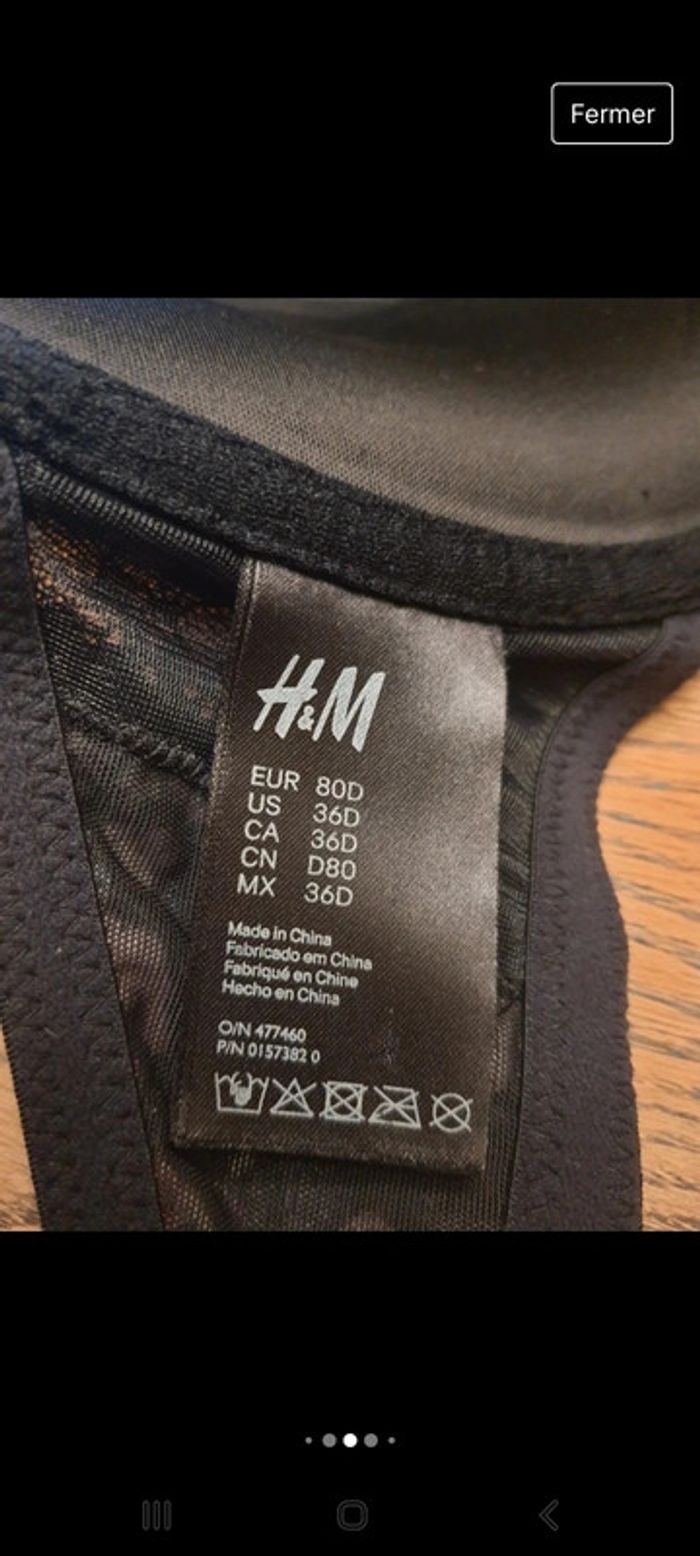 Fermer
H&M
EUR 80D
US 36D
CA 36D
CN D80
MX 36D
Made in China
Fabricado em China
Fabriqué en Chine
Hecho en China
O/N 477460
P/N 0157382 0